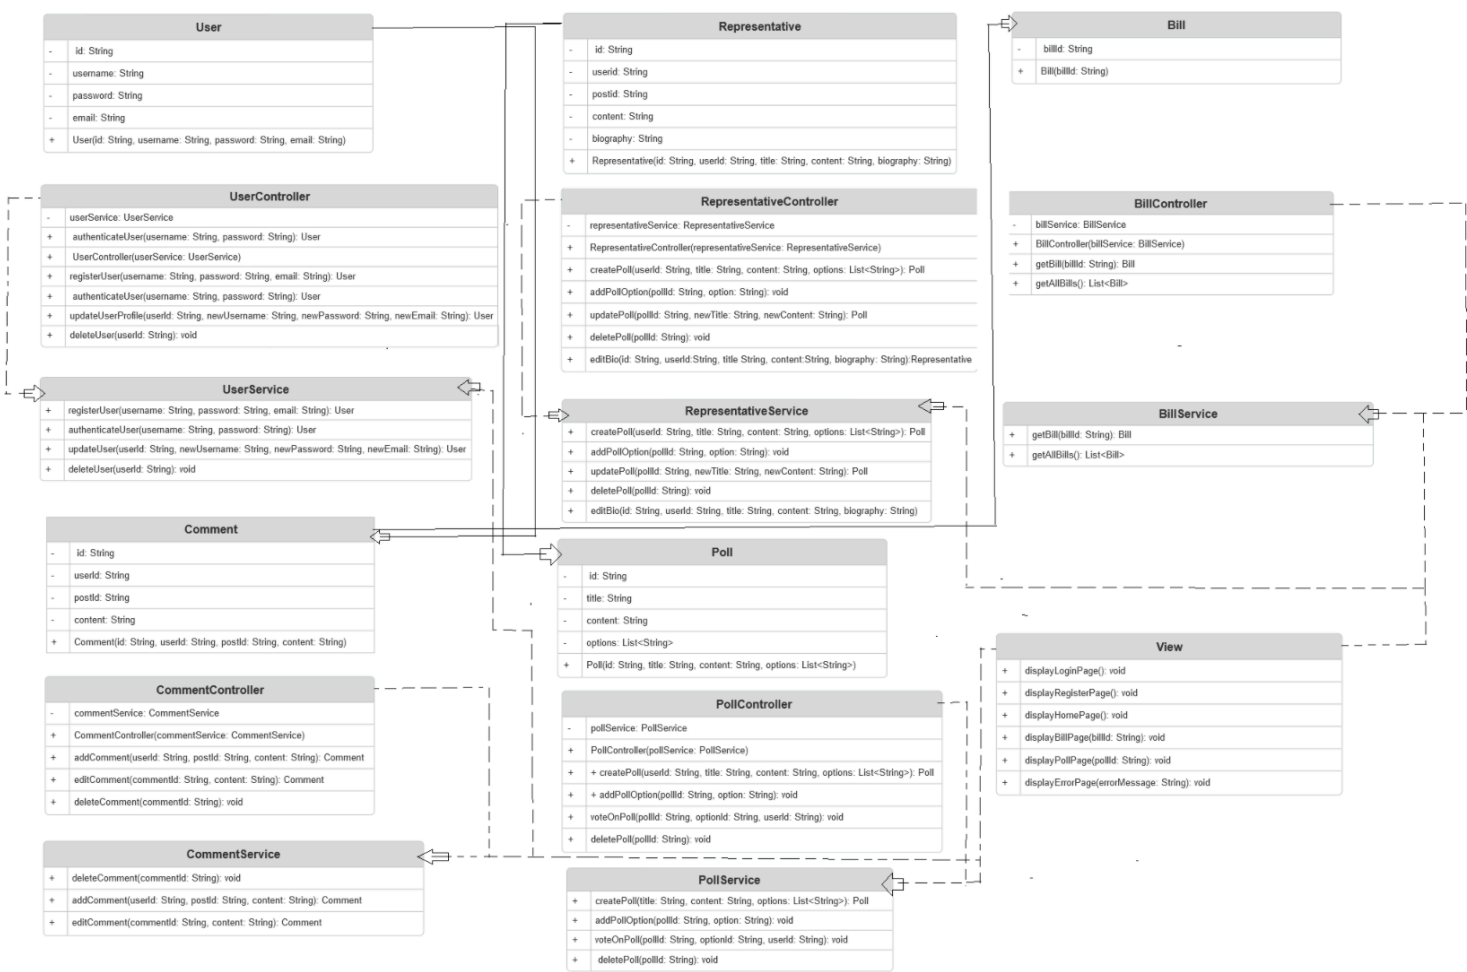 User
- id: String
- username: String
- password: String
- email: String
+ User(id: String, username: String, password: String, email: String)
Representative
- id: String
- userid: String
- postid: String
- content: String
- biography: String
+ Representative(id: String, userId: String, title: String, content: String, biography: String)
Bill
- billId: String
+ Bill(billId: String)
UserController
- userService: UserService
+ authenticateUser(username: String, password: String): User
+ UserController(userService: UserService)
+ registerUser(username: String, password: String, email: String): User
+ authenticateUser(username: String, password: String): User
+ updateUserProfile(userId: String, newUsername: String, newPassword: String, newEmail: String): User
+ deleteUser(userId: String): void
RepresentativeController
- representativeService: RepresentativeService
+ RepresentativeController(representativeService: RepresentativeService)
+ createPoll(userId: String, title: String, content: String, options: List<String>): Poll
+ addPollOption(pollId: String, option: String): void
+ updatePoll(pollId: String, newTitle: String, newContent: String): Poll
+ deletePoll(pollId: String): void
+ editBio(id: String, userId:String, title String, content:String, biography: String):Representative
BillController
- billService: BillService
+ BillController(billService: BillService)
+ getBill(billId: String): Bill
+ getAllBills(): List<Bill>
UserService
+ registerUser(username: String, password: String, email: String): User
+ authenticateUser(username: String, password: String): User
+ updateUser(userId: String, newUsername: String, newPassword: String, newEmail: String): User
+ deleteUser(userId: String): void
RepresentativeService
+ createPoll(userId: String, title: String, content: String, options: List<String>): Poll
+ addPollOption(pollId: String, option: String): void
+ updatePoll(pollId: String, newTitle: String, newContent: String): Poll
+ deletePoll(pollId: String): void
+ editBio(id: String, userId: String, title: String, content: String, biography: String)
BillService
+ getBill(billId: String): Bill
+ getAllBills(): List<Bill>
Comment
- id: String
- userId: String
- postId: String
- content: String
+ Comment(id: String, userId: String, postId: String, content: String)
Poll
- id: String
- title: String
- content: String
- options: List<String>
+ Poll(id: String, title: String, content: String, options: List<String>)
View
+ displayLoginPage(): void
+ displayRegisterPage(): void
+ displayHomePage(): void
+ displayBillPage(billId: String): void
+ displayPollPage(pollId: String): void
+ displayErrorPage(errorMessage: String): void
CommentController
- commentService: CommentService
+ CommentController(commentService: CommentService)
+ addComment(userId: String, postId: String, content: String): Comment
+ editComment(commentId: String, content: String): Comment
+ deleteComment(commentId: String): void
PollController
- pollService: PollService
+ PollController(pollService: PollService)
+ + createPoll(userId: String, title: String, content: String, options: List<String>): Poll
+ + addPollOption(pollId: String, option: String): void
+ voteOnPoll(pollId: String, optionId: String, userId: String): void
+ deletePoll(pollId: String): void
CommentService
+ deleteComment(commentId: String): void
+ addComment(userId: String, postId: String, content: String): Comment
+ editComment(commentId: String, content: String): Comment
PollService
+ createPoll(title: String, content: String, options: List<String>): Poll
+ addPollOption(pollId: String, option: String): void
+ voteOnPoll(pollId: String, optionId: String, userId: String): void
+ deletePoll(pollId: String): void